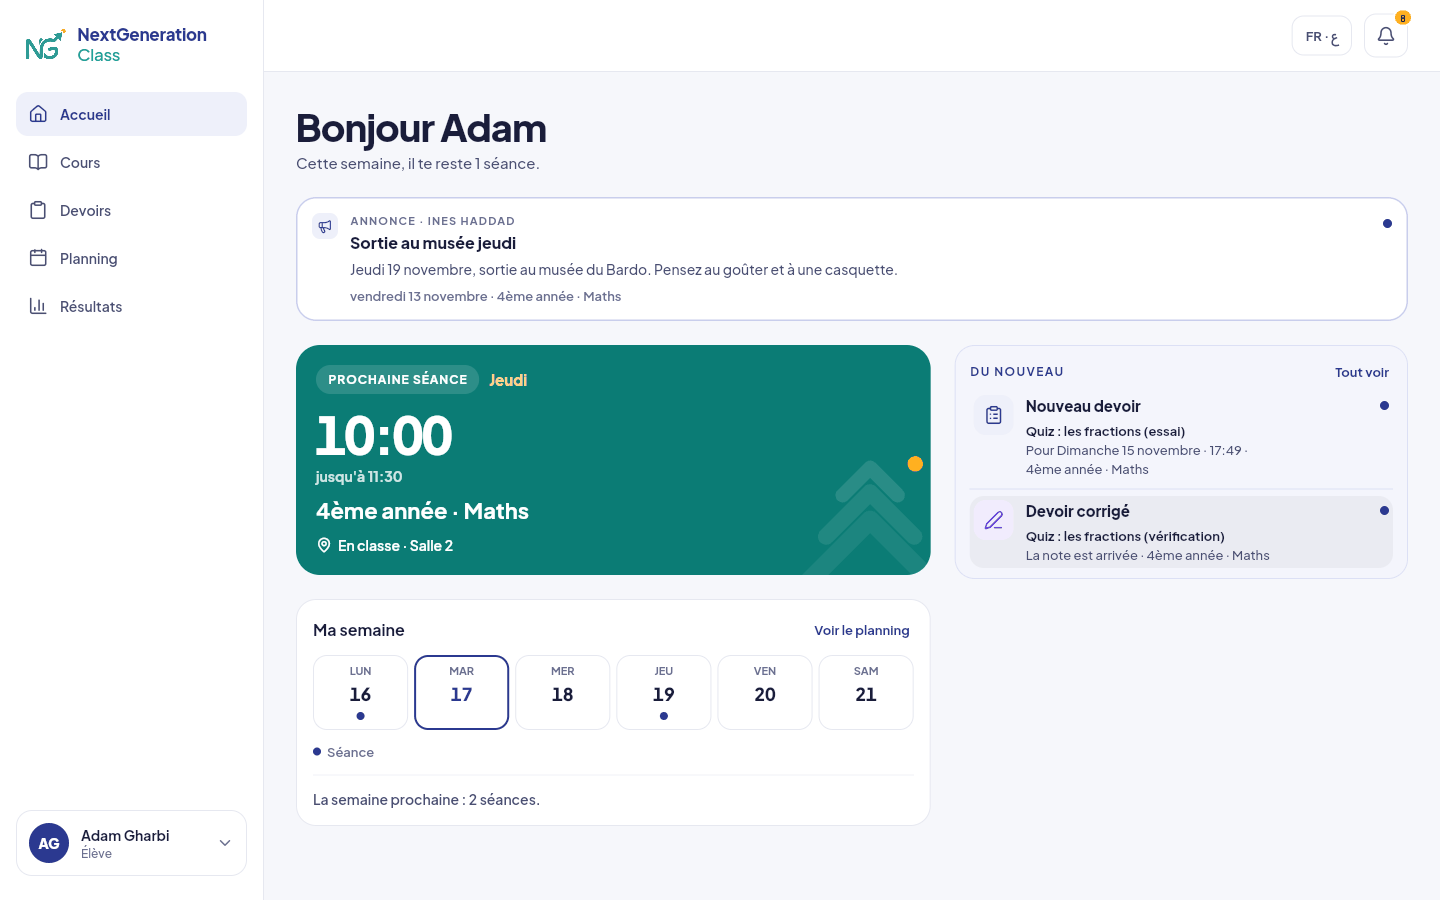 NextGeneration
Class
Accueil
Cours
Devoirs
Planning
Résultats
Adam Gharbi
AG
Élève
FR · ع
8
Bonjour Adam
Cette semaine, il te reste 1 séance.
ANNONCE · INES HADDAD
Sortie au musée jeudi
Jeudi 19 novembre, sortie au musée du Bardo. Pensez au goûter et à une casquette.
vendredi 13 novembre · 4ème année · Maths
PROCHAINE SÉANCE Jeudi
10:00
jusqu'à 11:30
4ème année · Maths
En classe · Salle 2
DU NOUVEAU Tout voir
Nouveau devoir
Quiz : les fractions (essai)
Pour Dimanche 15 novembre · 17:49 ·
4ème année · Maths
Devoir corrigé
Quiz : les fractions (vérification)
La note est arrivée · 4ème année · Maths
Ma semaine Voir le planning
LUN MAR MER JEU VEN SAM
16 17 18 19 20 21
Séance
La semaine prochaine : 2 séances.